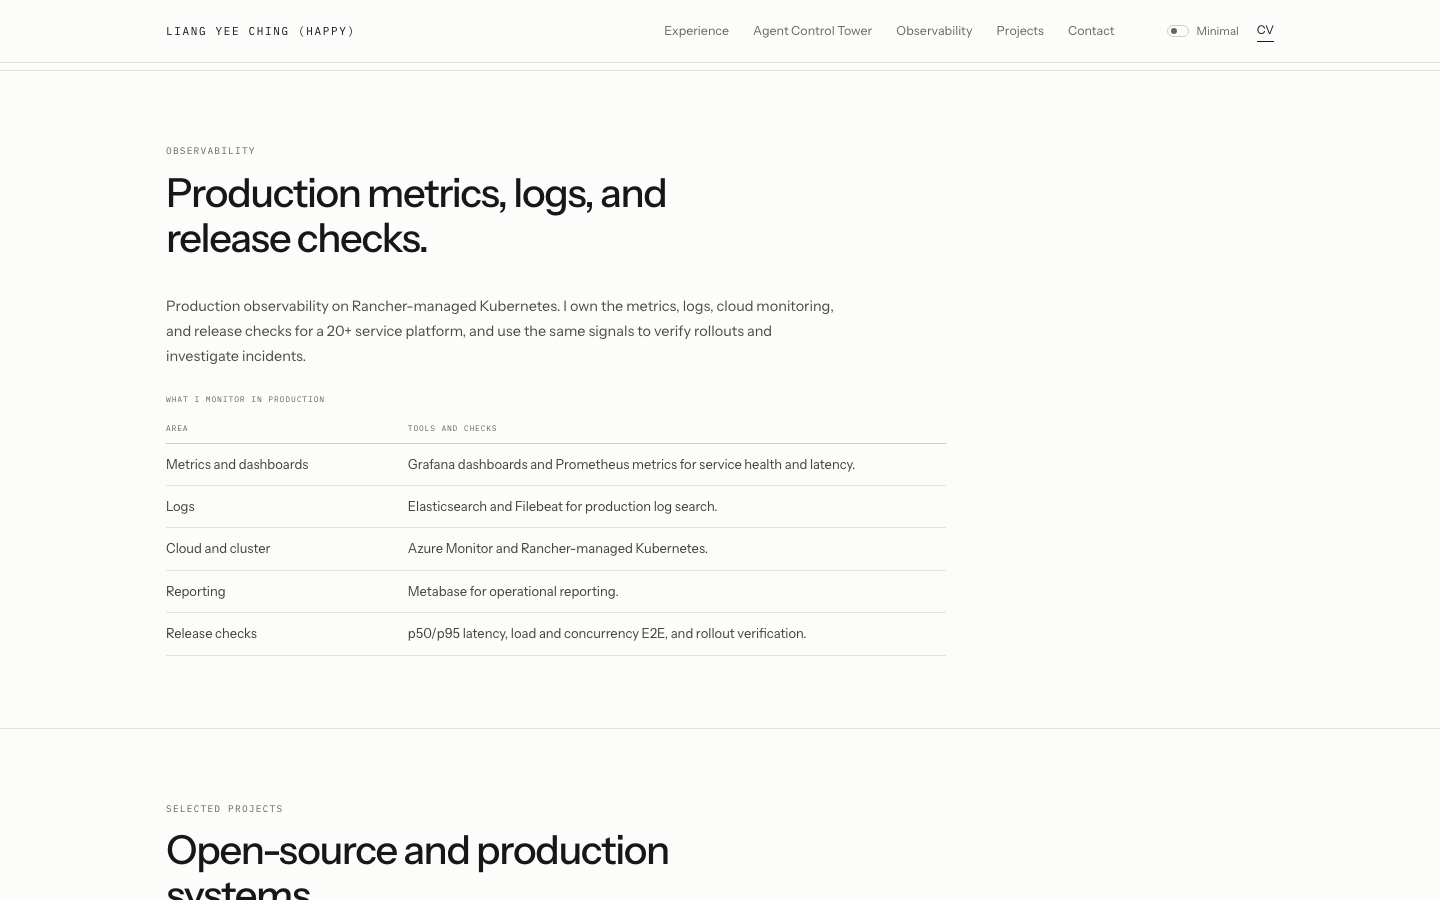 LIANG YEE CHING (HAPPY)
Experience Agent Control Tower Observability Projects Contact Minimal CV
OBSERVABILITY
Production metrics, logs, and
release checks.
Production observability on Rancher-managed Kubernetes. I own the metrics, logs, cloud monitoring,
and release checks for a 20+ service platform, and use the same signals to verify rollouts and
investigate incidents.
WHAT I MONITOR IN PRODUCTION
AREA TOOLS AND CHECKS
Metrics and dashboards Grafana dashboards and Prometheus metrics for service health and latency.
Logs Elasticsearch and Filebeat for production log search.
Cloud and cluster Azure Monitor and Rancher-managed Kubernetes.
Reporting Metabase for operational reporting.
Release checks p50/p95 latency, load and concurrency E2E, and rollout verification.
SELECTED PROJECTS
Open-source and production
systems.